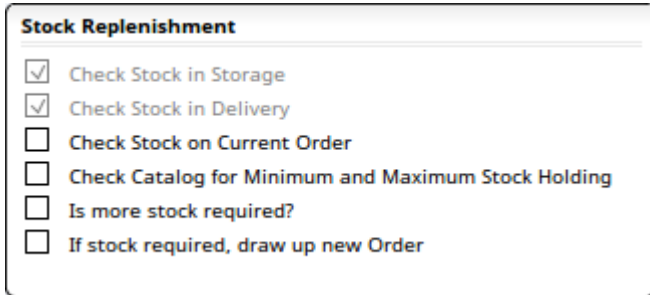 Stock Replenishment
Check Stock in Storage
Check Stock in Delivery
Check Stock on Current Order
Check Catalog for Minimum and Maximum Stock Holding
Is more stock required?
If stock required, draw up new Order